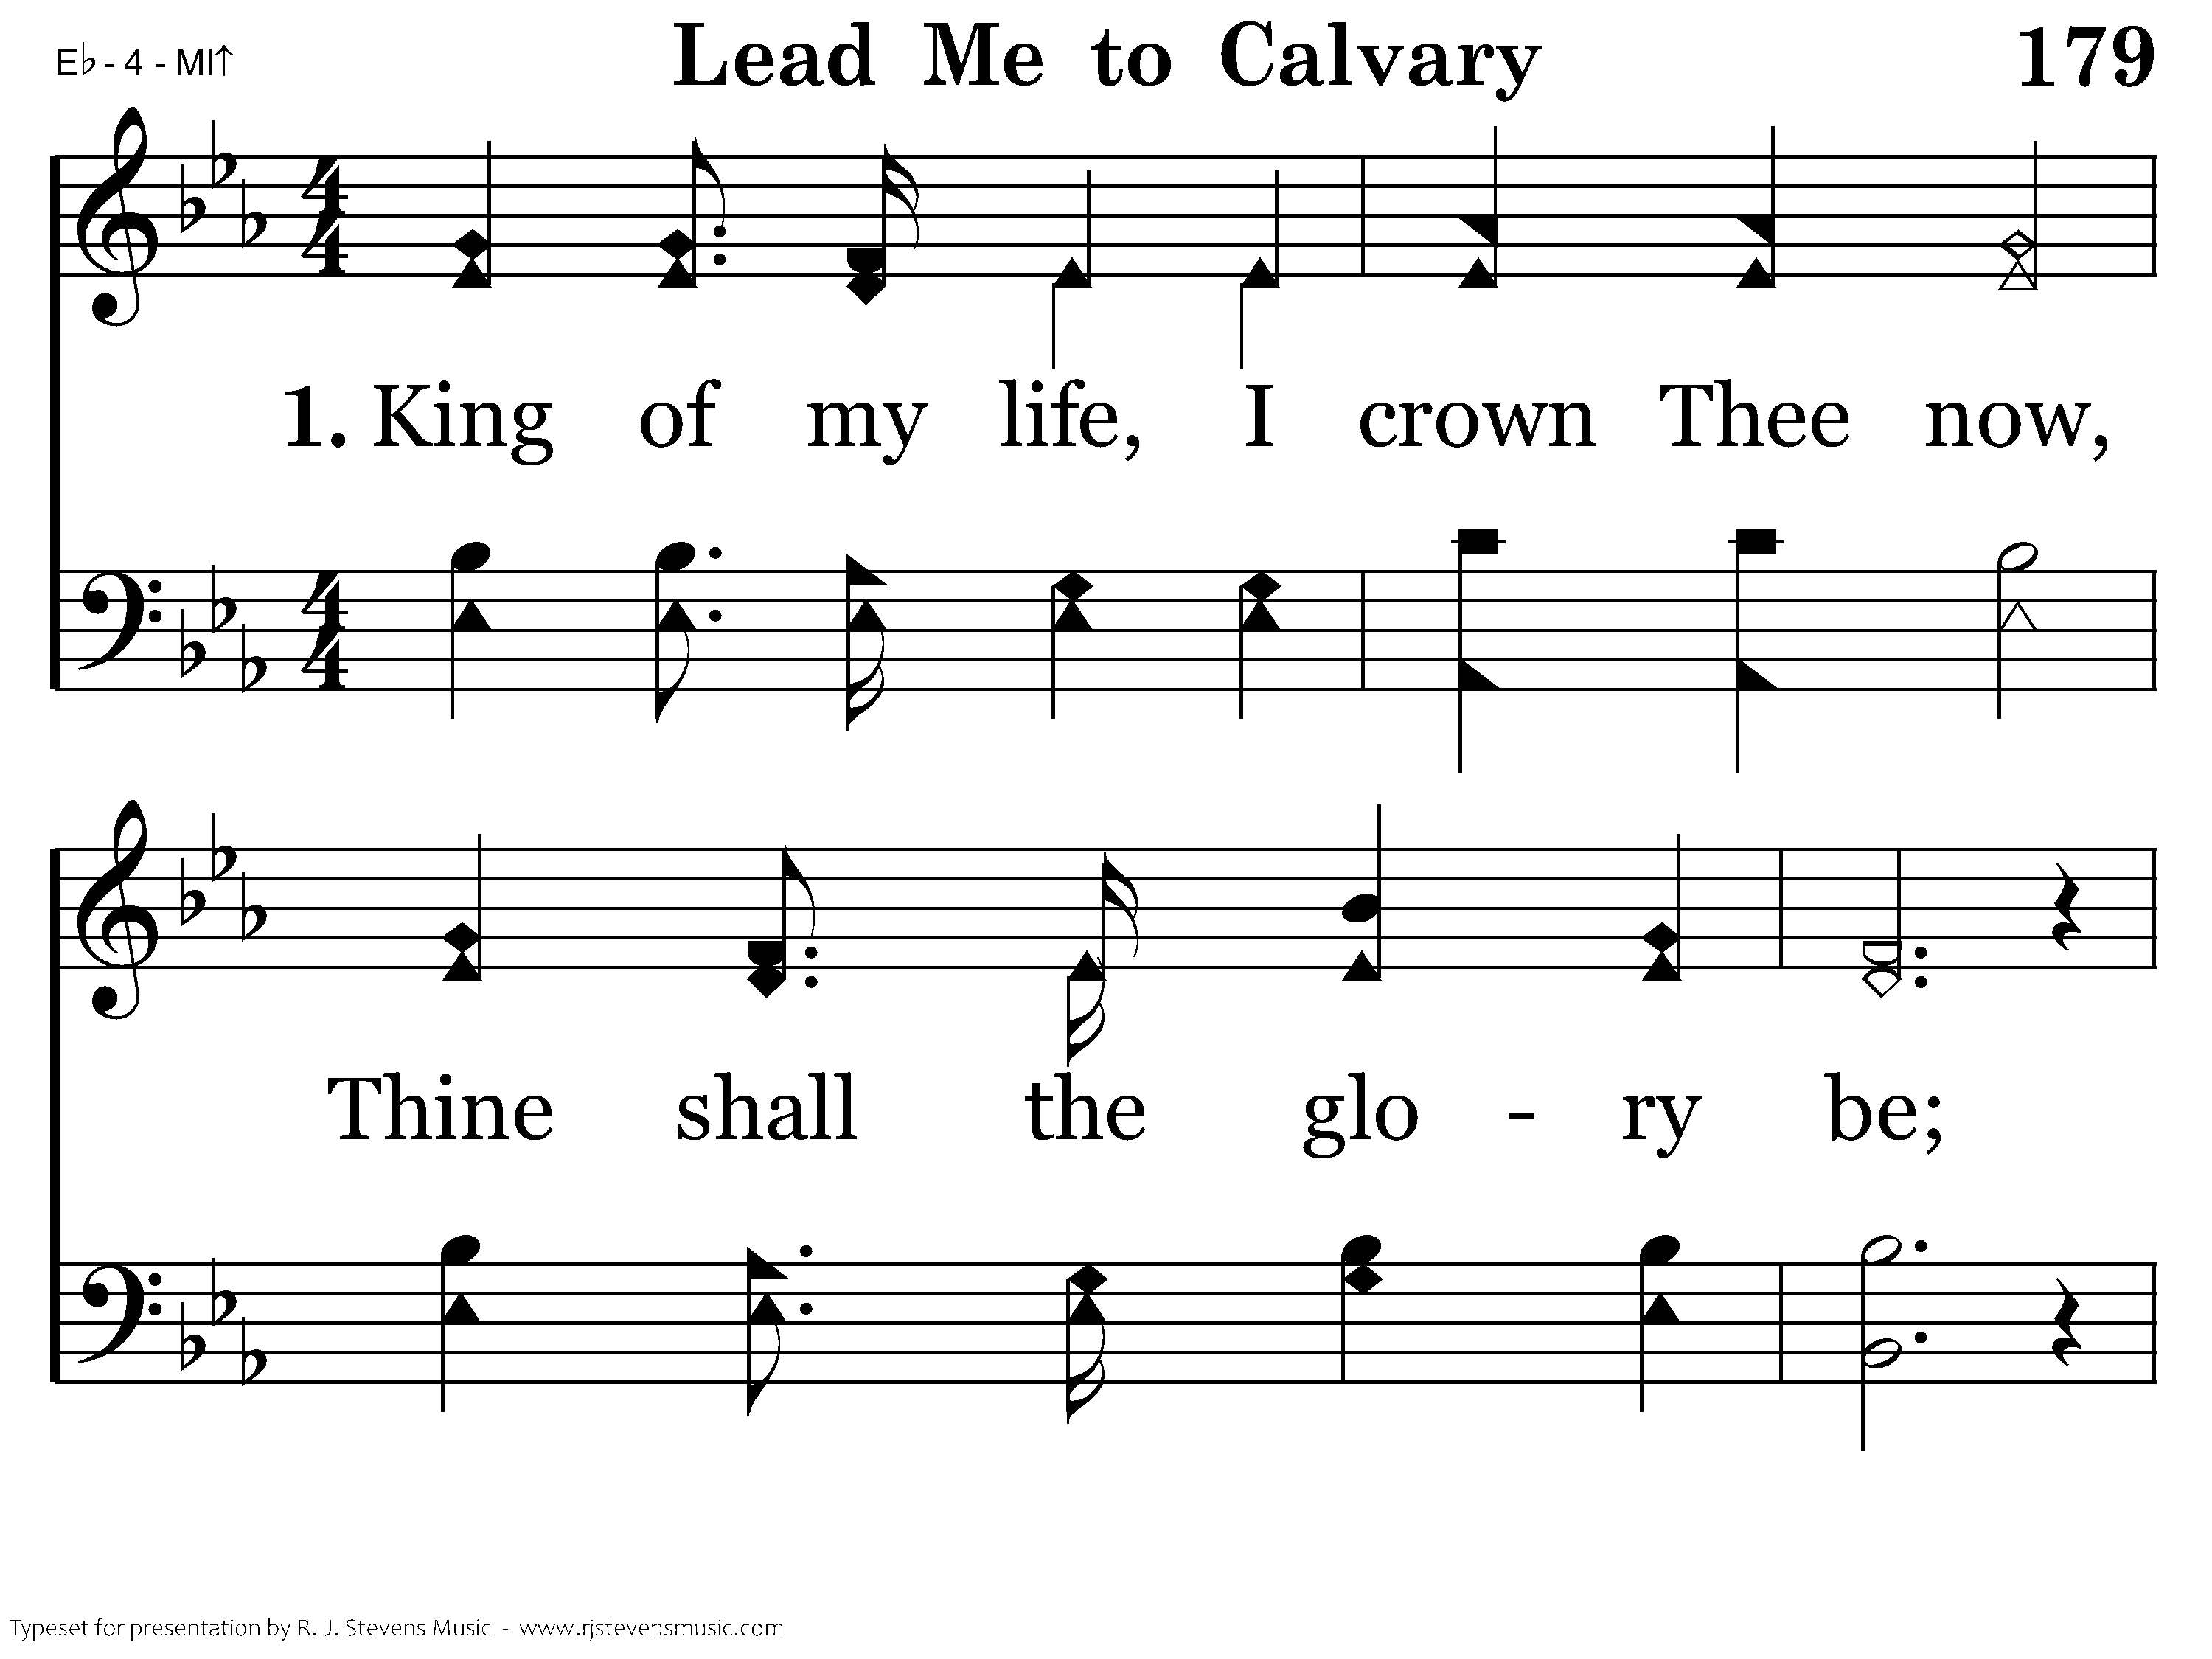 E♭ - 4 - MI↑
Lead Me to Calvary
179
1. King of my life, I crown Thee now,
Thine shall the glo - ry be;
Typeset for presentation by R. J. Stevens Music - www.rjstevensmusic.com